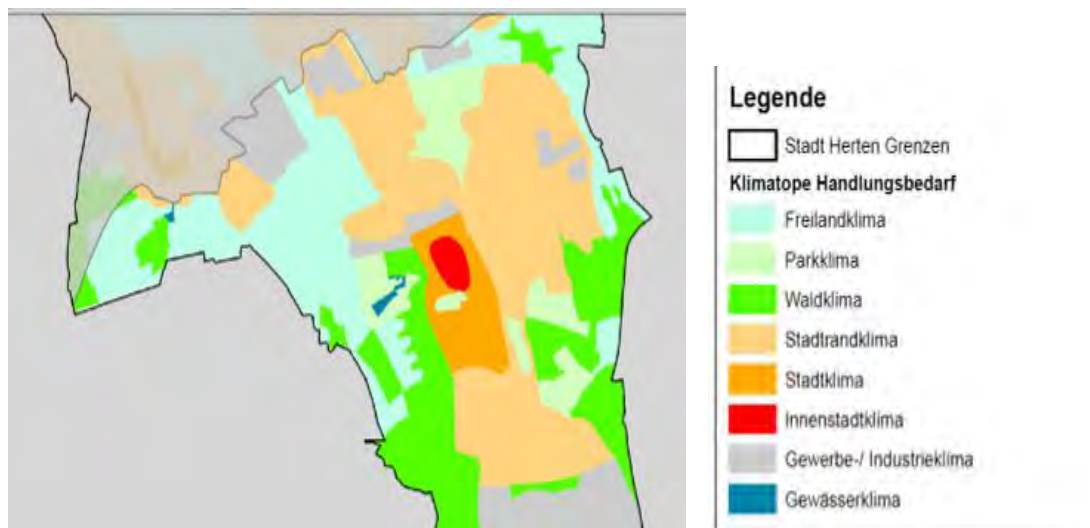 Legende
Stadt Herten Grenzen
Klimatope Handlungsbedarf
Freilandklima
Parkklima
Waldklima
Stadtrandklima
Stadtklima
Innenstadtklima
Gewerbe-/ Industrieklima
Gewässerklima